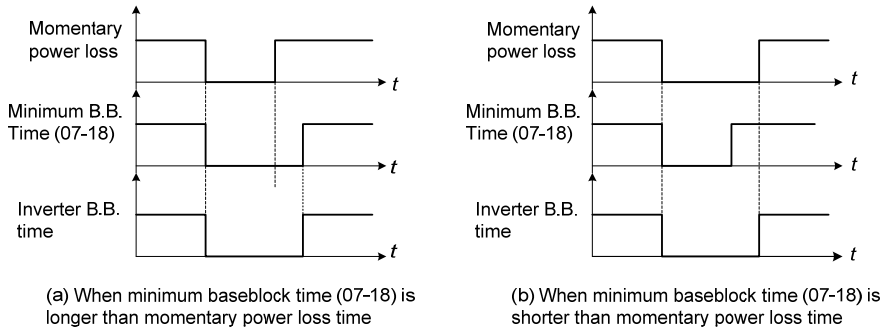 Momentary
power loss
t
Minimum B.B.
Time (07-18)
t
Inverter B.B.
time
t
(a) When minimum baseblock time (07-18) is
longer than momentary power loss time
Momentary
power loss
t
Minimum B.B.
Time (07-18)
t
Inverter B.B.
time
t
(b) When minimum baseblock time (07-18) is
shorter than momentary power loss time